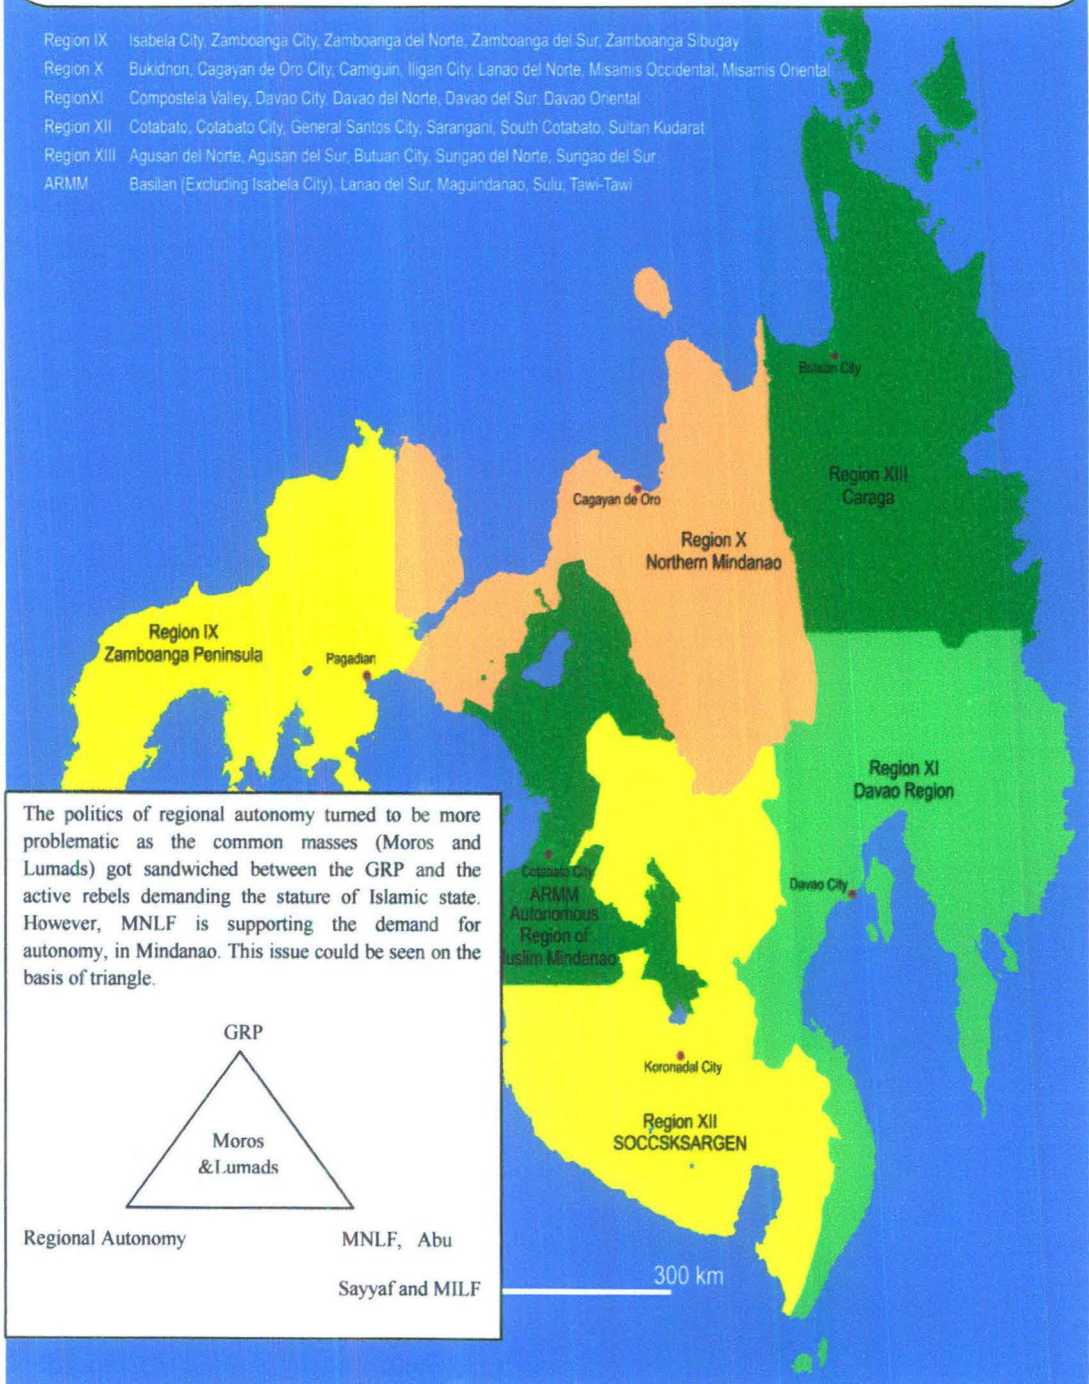 Region IX Isabela City, Zamboanga City, Zamboanga del Norte, Zamboanga del Sur, Zamboanga Sibugay
Region X Bukidnon, Cagayan de Oro City, Camiguin, Iligan City, Lanao del Norte, Misamis Occidental, Misamis Oriental
RegionXI Compostela Valley, Davao City, Davao del Norte, Davao del Sur, Davao Oriental
Region XII Cotabato, Cotabato City, General Santos City, Sarangani, South Cotabato, Sultan Kudarat
Region XIII Agusan del Norte, Agusan del Sur, Butuan City, Surigao del Norte, Surigao del Sur
ARMM Basilan (Excluding Isabela City), Lanao del Sur, Maguindanao, Sulu, Tawi-Tawi
Butuan City
Region XIII
Caraga
Cagayan de Oro
Region X
Northern Mindanao
Region IX
Zamboanga Peninsula
Pagadian
Region XI
Davao Region
Cotabato City
ARMM
Autonomous
Region of
uslim Mindanao
Davao City
Koronadal City
Region XII
SOCCSKSARGEN
300 km
The politics of regional autonomy turned to be more
problematic as the common masses (Moros and
Lumads) got sandwiched between the GRP and the
active rebels demanding the stature of Islamic state.
However, MNLF is supporting the demand for
autonomy, in Mindanao. This issue could be seen on the
basis of triangle.
GRP
Moros
&Lumads
Regional Autonomy
MNLF, Abu
Sayyaf and MILF